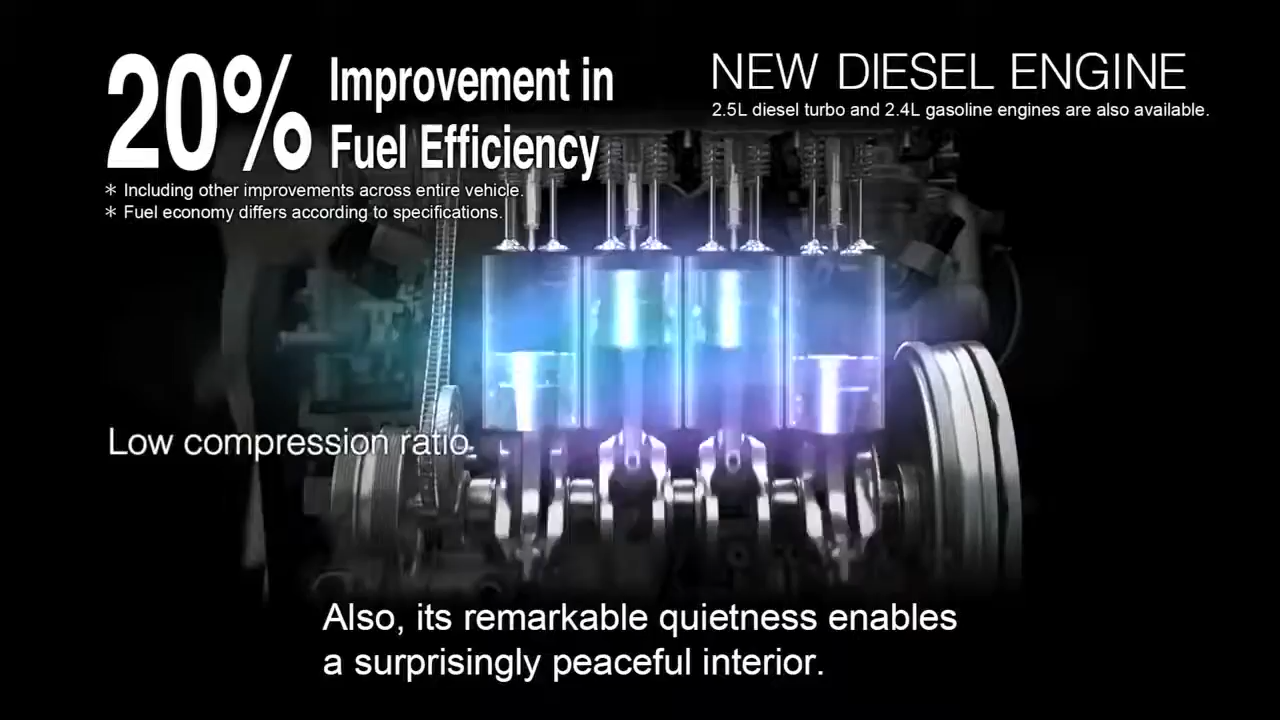 20%
Improvement in
Fuel Efficiency
* Including other improvements across entire vehicle.
* Fuel economy differs according to specifications.
NEW DIESEL ENGINE
2.5L diesel turbo and 2.4L gasoline engines are also available.
Low compression ratio
Also, its remarkable quietness enables
a surprisingly peaceful interior.